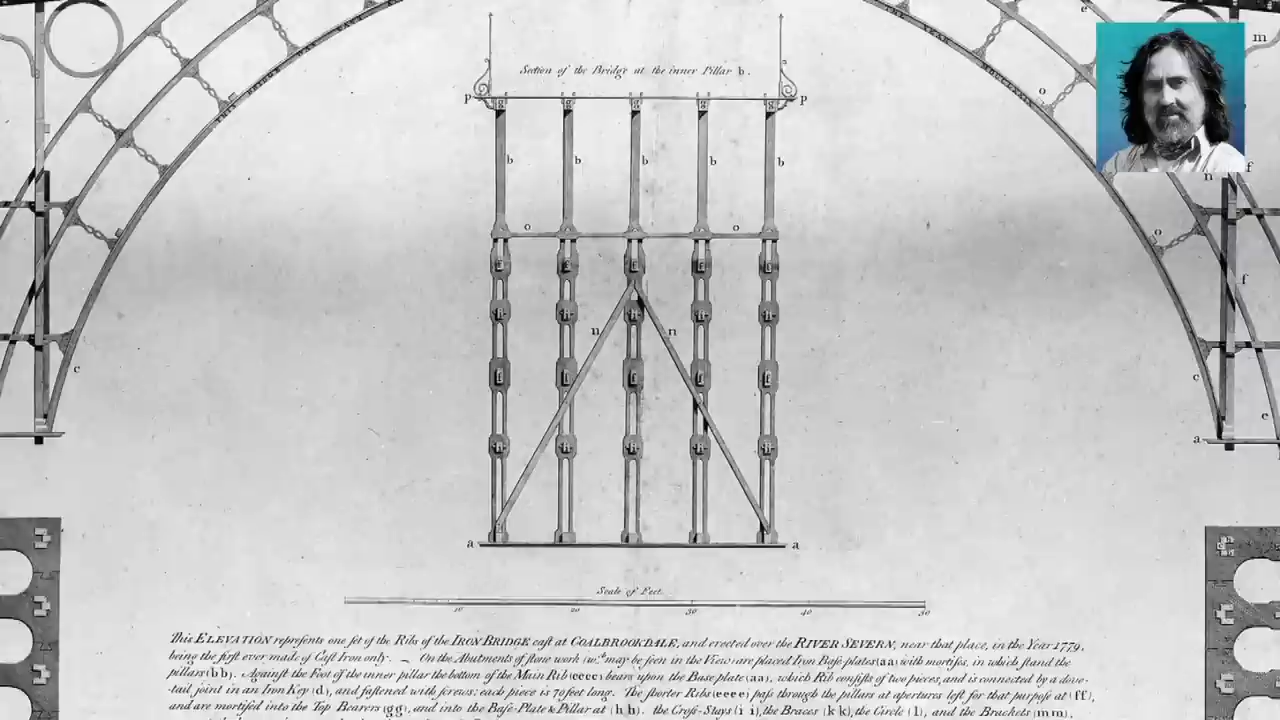 Section of the Bridge at the inner Pillar b.
p p
g g g g g
b b b b b
o o
f f f f f
n n
h h h h h
a a
Scale of Feet
10 20 30 40 50
This ELEVATION represents one set of the Ribs of the IRON BRIDGE cast at COALBROOKDALE, and erected over the RIVER SEVERN, near that place, in the Year 1779,
being the first ever made of Cast Iron only. — On the Abutments of stone work (wch may be seen in the View) are placed Iron Base plates (aa) with mortises, in which stand the
pillars (bb). Against the Foot of the inner pillar the bottom of the Main Rib (cccc) bears upon the Base plate (aa), which Rib consists of two pieces, and is connected by a dove-
-tail joint in an Iron Key (d), and fastened with screws: each piece is 70 feet long. The shorter Ribs (eeee) pass through the pillars at apertures left for that purpose at (ff),
and are mortised into the Top Bearers (gg), and into the Base-Plate & Pillar at (h h). the Cross-Stays (i i), the Braces (k k), the Circle (l), and the Brackets (m m),